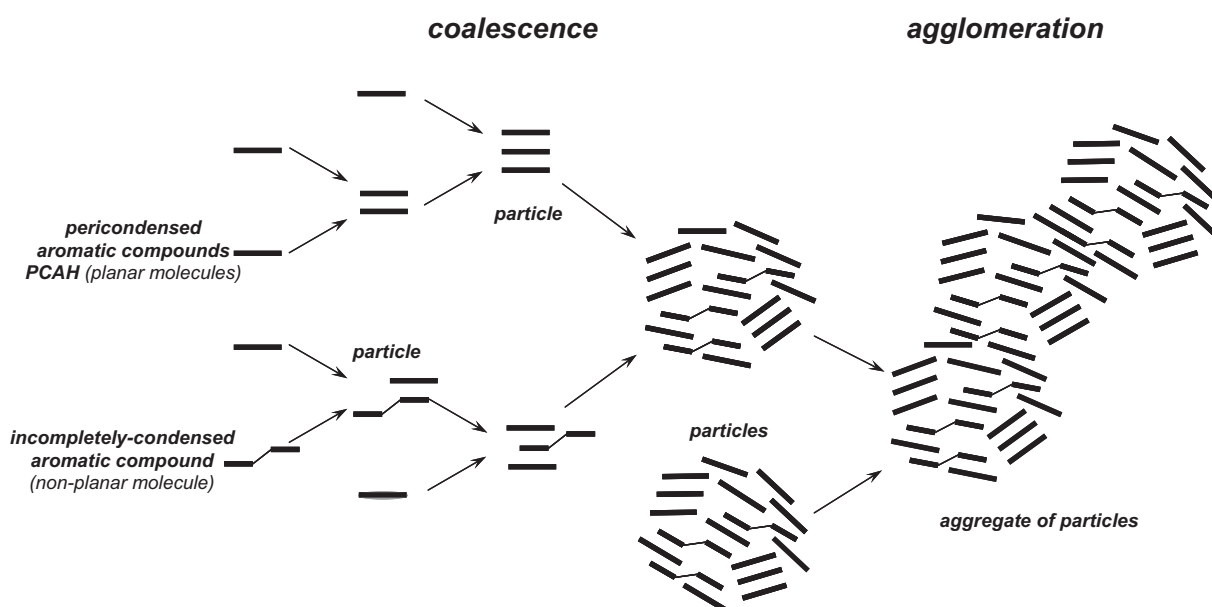 coalescence
agglomeration
particle
pericondensed
aromatic compounds
PCAH (planar molecules)
particle
incompletely-condensed
aromatic compound
(non-planar molecule)
particles
aggregate of particles